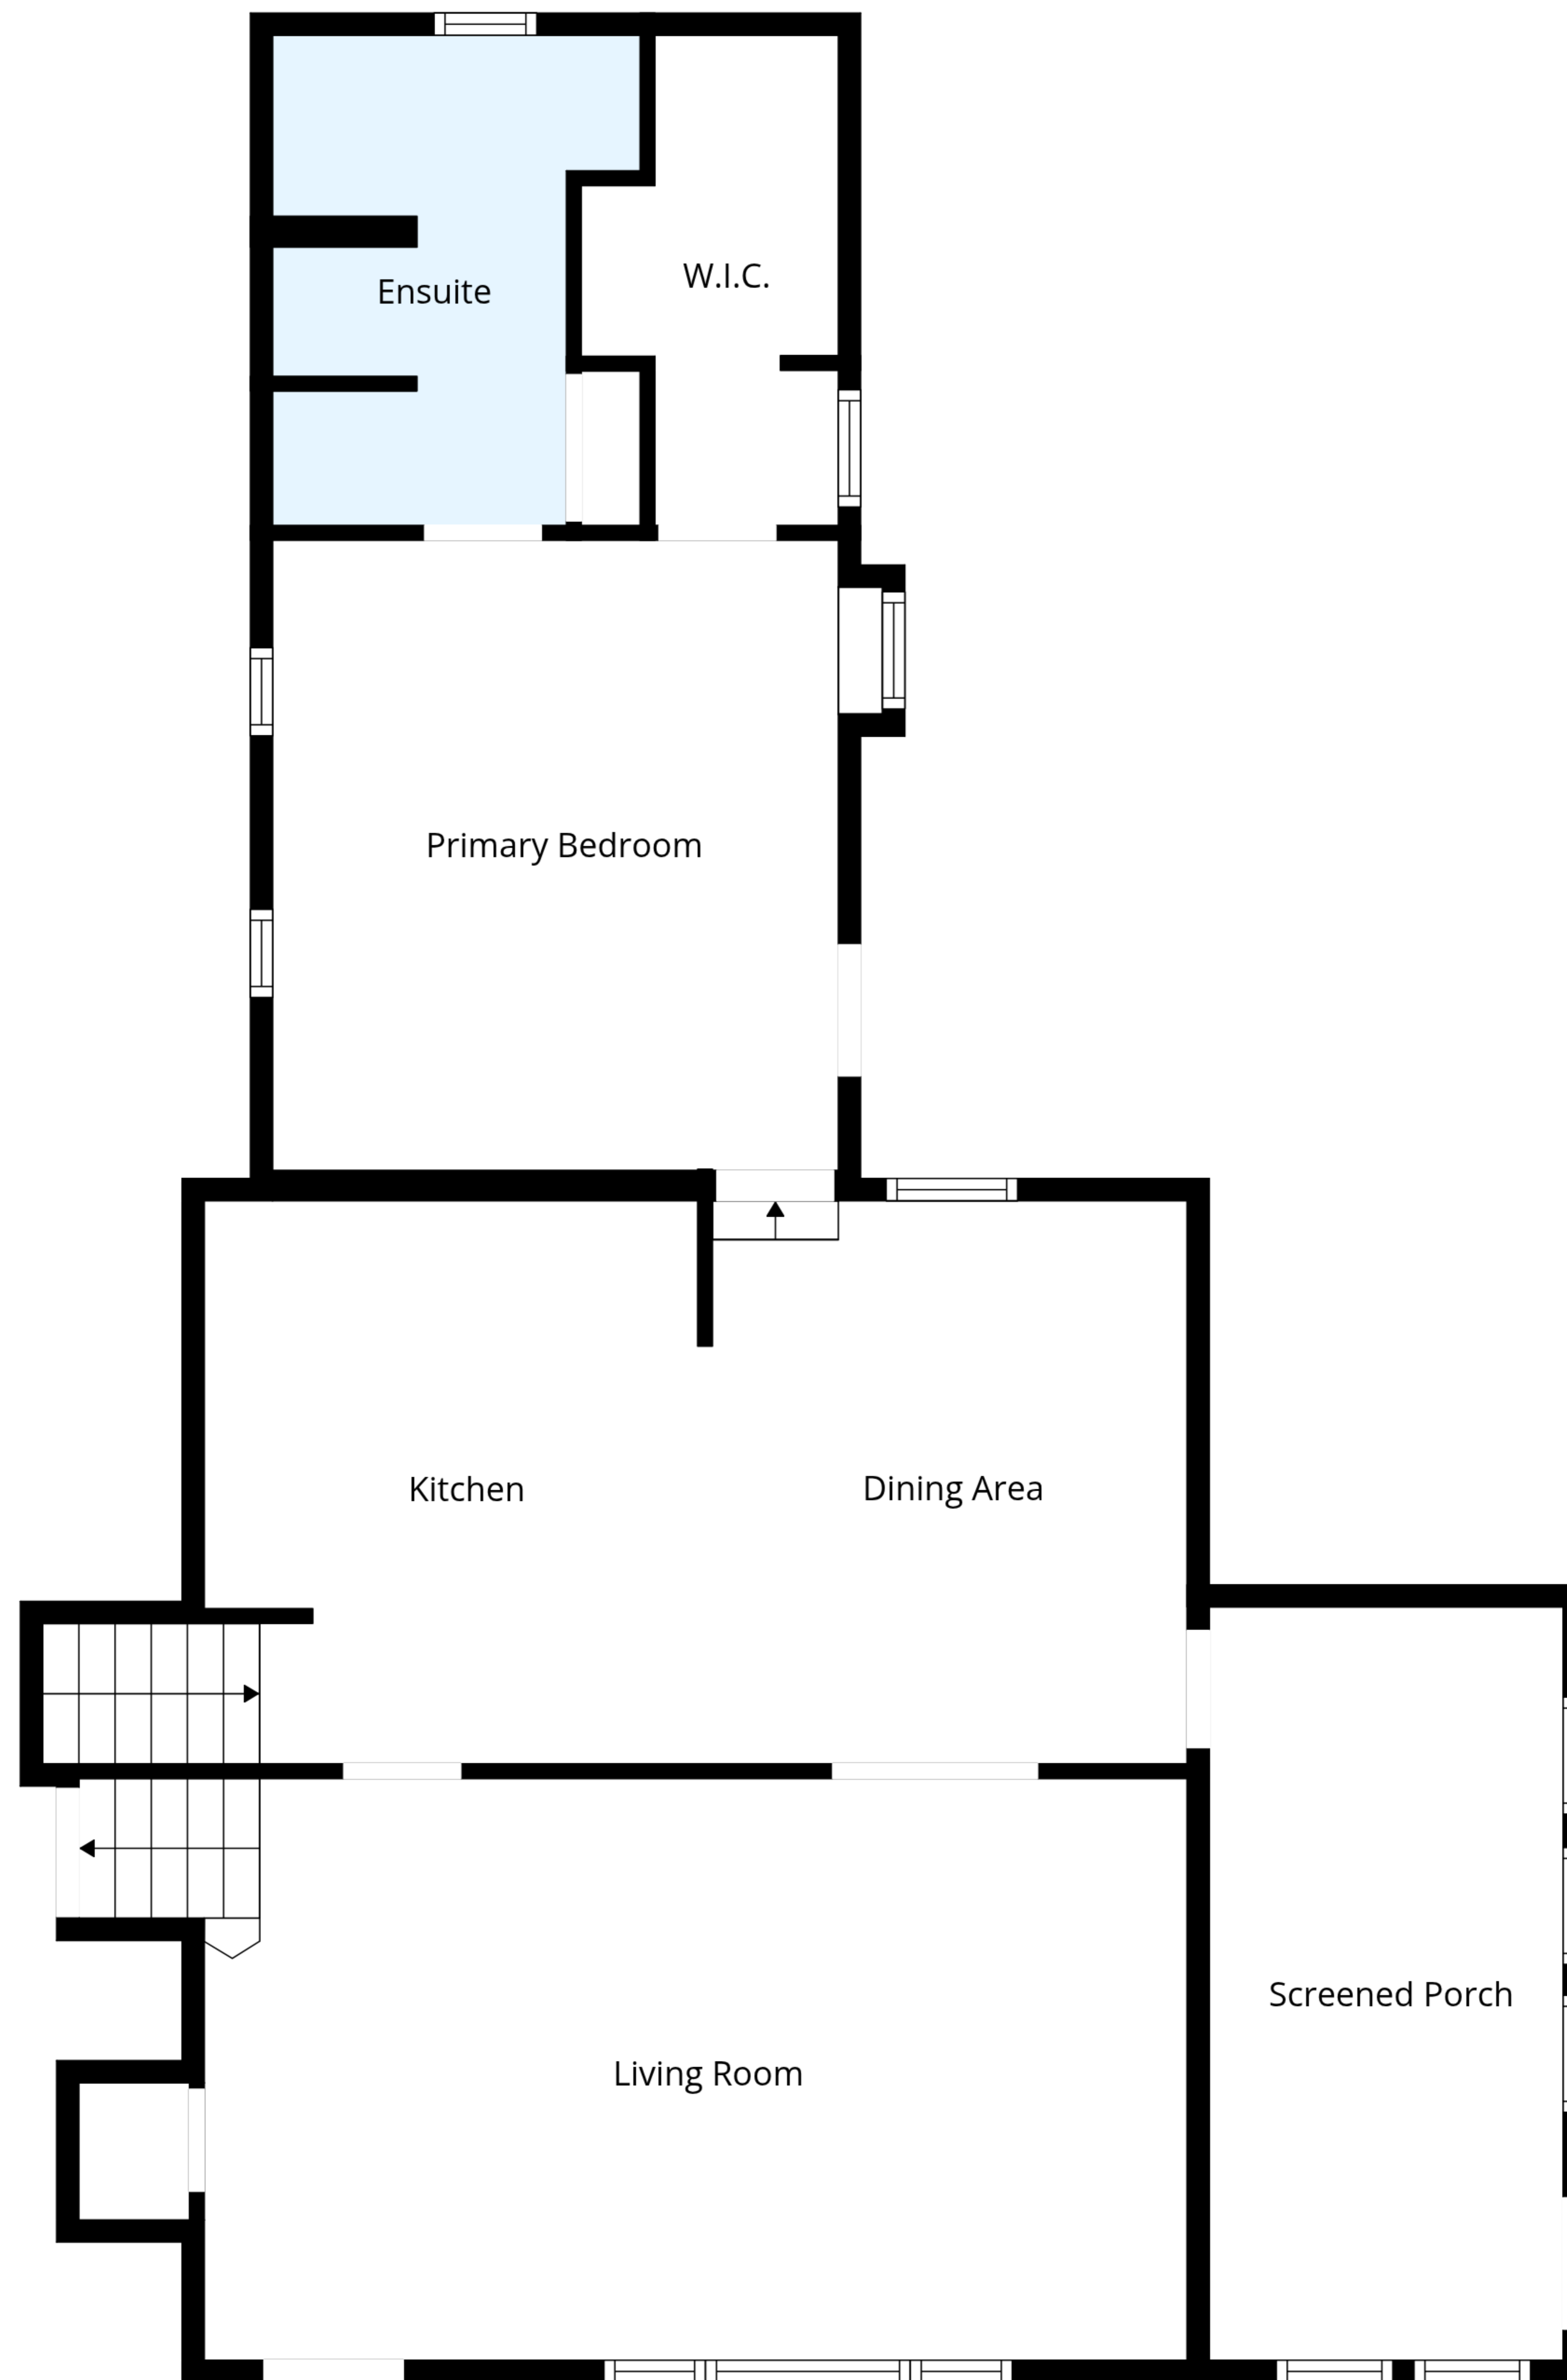 W.I.C.
Ensuite
Primary Bedroom
Kitchen
Dining Area
Screened Porch
Living Room